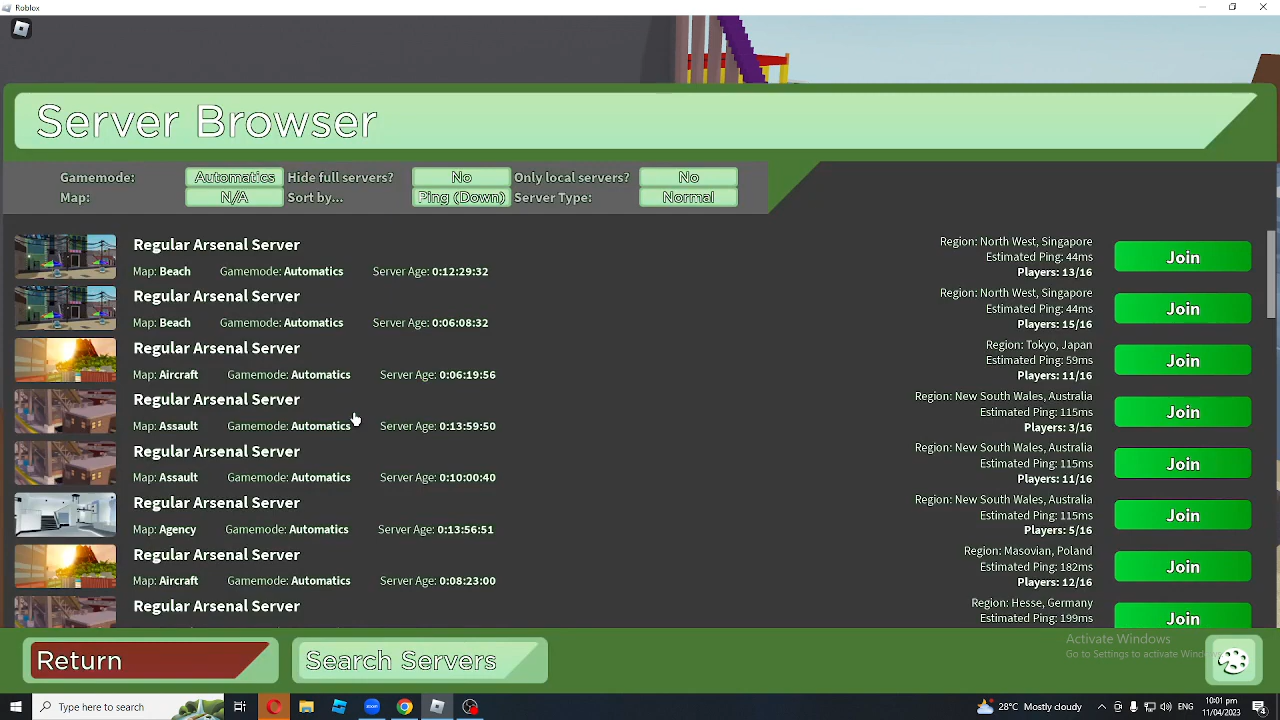 Roblox
Server Browser
Gamemode: Automatics Hide full servers? No Only local servers? No
Map: N/A Sort by... Ping (Down) Server Type: Normal
Regular Arsenal Server
Map: Beach Gamemode: Automatics Server Age: 0:12:29:32
Region: North West, Singapore
Estimated Ping: 44ms
Players: 13/16
Join
Regular Arsenal Server
Map: Beach Gamemode: Automatics Server Age: 0:06:08:32
Region: North West, Singapore
Estimated Ping: 44ms
Players: 15/16
Join
Regular Arsenal Server
Map: Aircraft Gamemode: Automatics Server Age: 0:06:19:56
Region: Tokyo, Japan
Estimated Ping: 59ms
Players: 11/16
Join
Regular Arsenal Server
Map: Assault Gamemode: Automatics Server Age: 0:13:59:50
Region: New South Wales, Australia
Estimated Ping: 115ms
Players: 3/16
Join
Regular Arsenal Server
Map: Assault Gamemode: Automatics Server Age: 0:10:00:40
Region: New South Wales, Australia
Estimated Ping: 115ms
Players: 11/16
Join
Regular Arsenal Server
Map: Agency Gamemode: Automatics Server Age: 0:13:56:51
Region: New South Wales, Australia
Estimated Ping: 115ms
Players: 5/16
Join
Regular Arsenal Server
Map: Aircraft Gamemode: Automatics Server Age: 0:08:23:00
Region: Masovian, Poland
Estimated Ping: 182ms
Players: 12/16
Join
Regular Arsenal Server
Region: Hesse, Germany
Estimated Ping: 199ms
Join
Return
Search Servers
Activate Windows
Go to Settings to activate
Type here to search
28°C Mostly cloudy
10:01 pm
11/04/2023
4